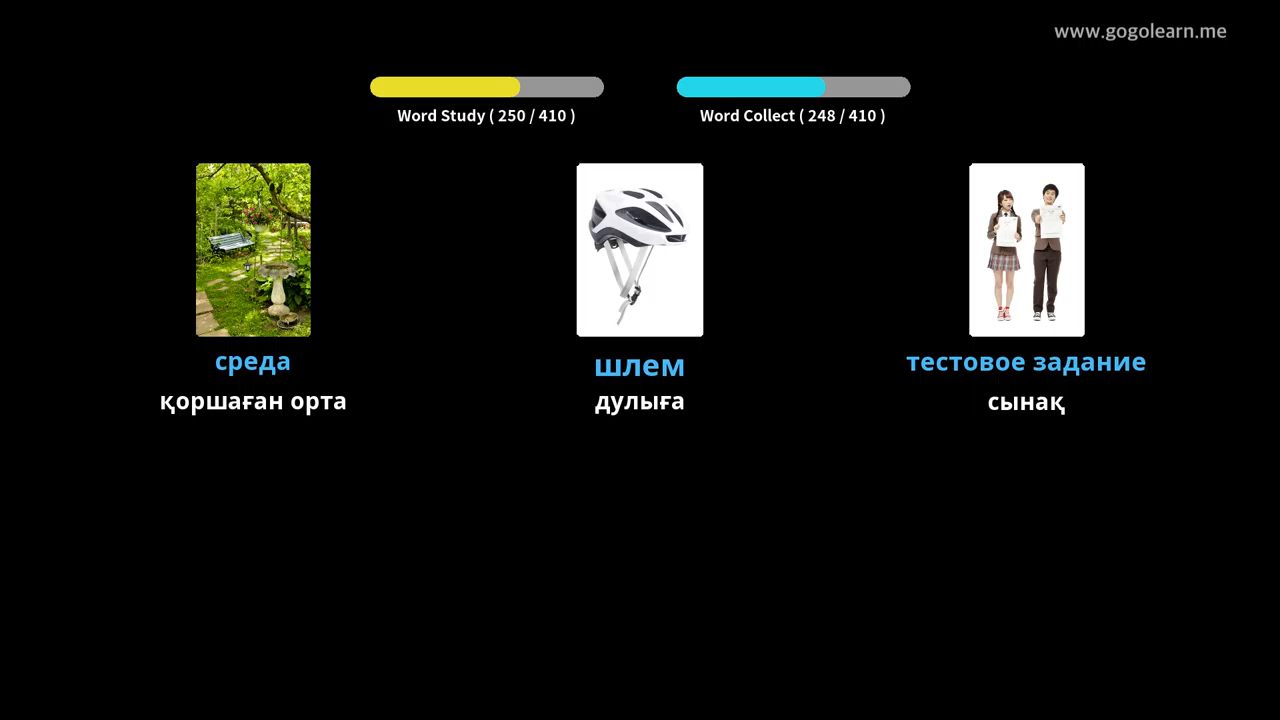 www.gogolearn.me
Word Study ( 250 / 410 )
Word Collect ( 248 / 410 )
среда
шлем
тестовое задание
қоршаған орта
дулыға
сынақ